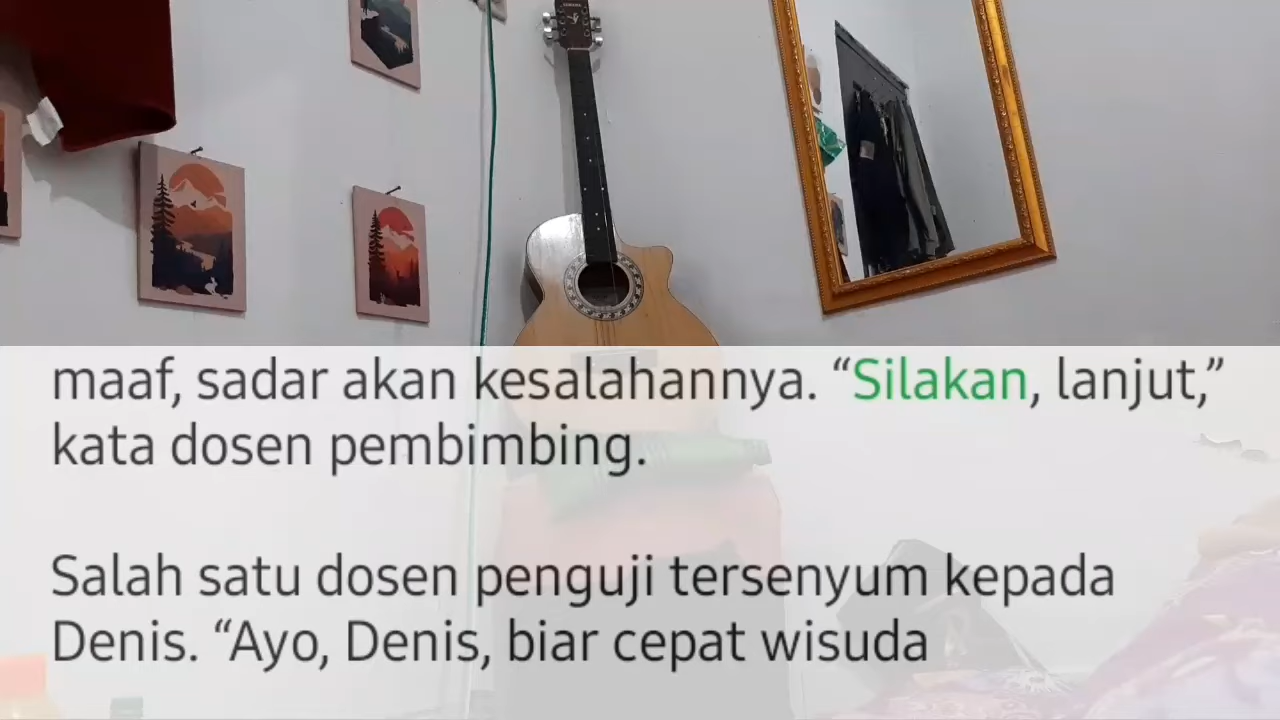 maaf, sadar akan kesalahannya. “Silakan, lanjut,”
kata dosen pembimbing.
Salah satu dosen penguji tersenyum kepada
Denis. “Ayo, Denis, biar cepat wisuda